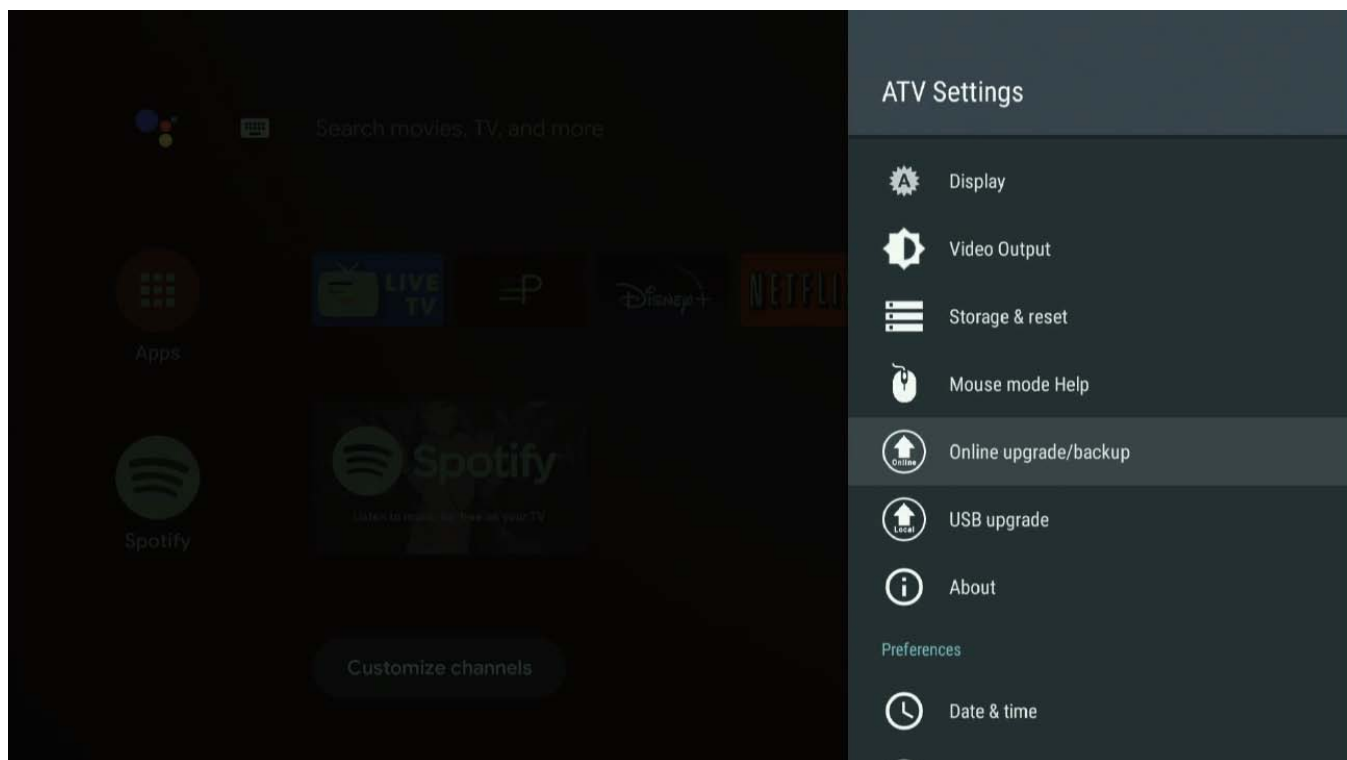 Search movies, TV, and more
LIVE
TV
Disney+
NETFLI
Apps
Spotify
Listen to music for free on your TV
Spotify
Customize channels
ATV Settings
Display
Video Output
Storage & reset
Mouse mode Help
Online
Online upgrade/backup
Local
USB upgrade
About
Preferences
Date & time